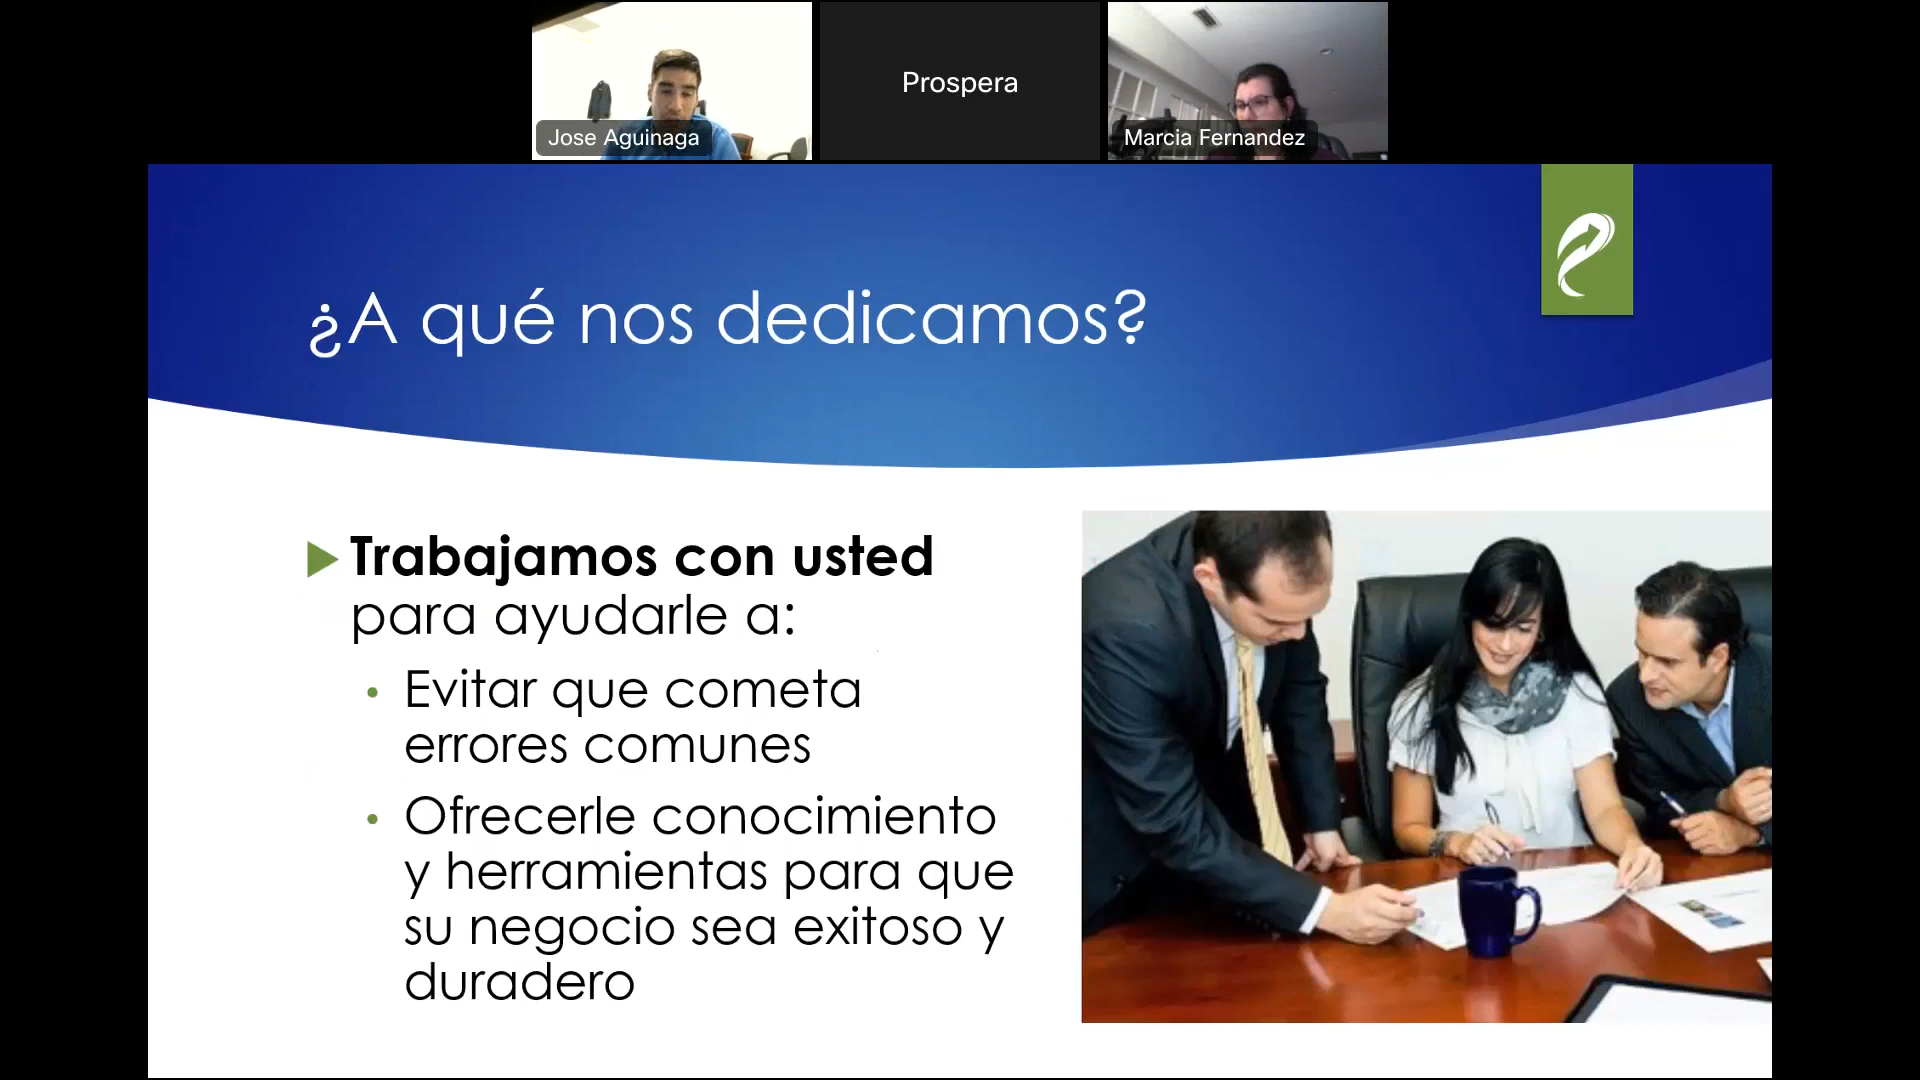 Jose Aguinaga
Prospera
Marcia Fernandez
¿A qué nos dedicamos?
Trabajamos con usted
para ayudarle a:
Evitar que cometa
errores comunes
Ofrecerle conocimiento
y herramientas para que
su negocio sea exitoso y
duradero